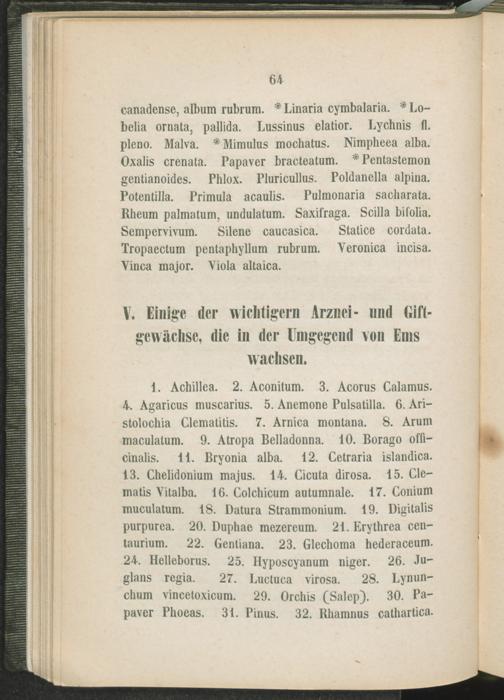 64
canadense, album rubrum. *Linaria cymbalaria. *Lo-
belia ornata, pallida. Lussinus elatior. Lychnis fl.
pleno. Malva. *Mimulus mochatus. Nimpheea alba.
Oxalis crenata. Papaver bracteatum. *Pentastemon
gentianoides. Phlox. Pluricullus. Poldanella alpina.
Potentilla. Primula acaulis. Pulmonaria sacharata.
Rheum palmatum, undulatum. Saxifraga. Scilla bifolia.
Sempervivum. Silene caucasica. Statice cordata.
Tropaectum pentaphyllum rubrum. Veronica incisa.
Vinca major. Viola altaica.
V. Einige der wichtigern Arznei- und Gift-
gewächse, die in der Umgegend von Ems
wachsen.
1. Achillea. 2. Aconitum. 3. Acorus Calamus.
4. Agaricus muscarius. 5. Anemone Pulsatilla. 6. Ari-
stolochia Clematitis. 7. Arnica montana. 8. Arum
maculatum. 9. Atropa Belladonna. 10. Borago offi-
cinalis. 11. Bryonia alba. 12. Cetraria islandica.
13. Chelidonium majus. 14. Cicuta dirosa. 15. Cle-
matis Vitalba. 16. Colchicum autumnale. 17. Conium
muculatum. 18. Datura Strammonium. 19. Digitalis
purpurea. 20. Duphae mezereum. 21. Erythrea cen-
taurium. 22. Gentiana. 23. Glechoma hederaceum.
24. Helleborus. 25. Hyposcyanum niger. 26. Ju-
glans regia. 27. Luctuca virosa. 28. Lynun-
chum vincetoxicum. 29. Orchis (Salep). 30. Pa-
paver Phoeas. 31. Pinus. 32. Rhamnus cathartica.